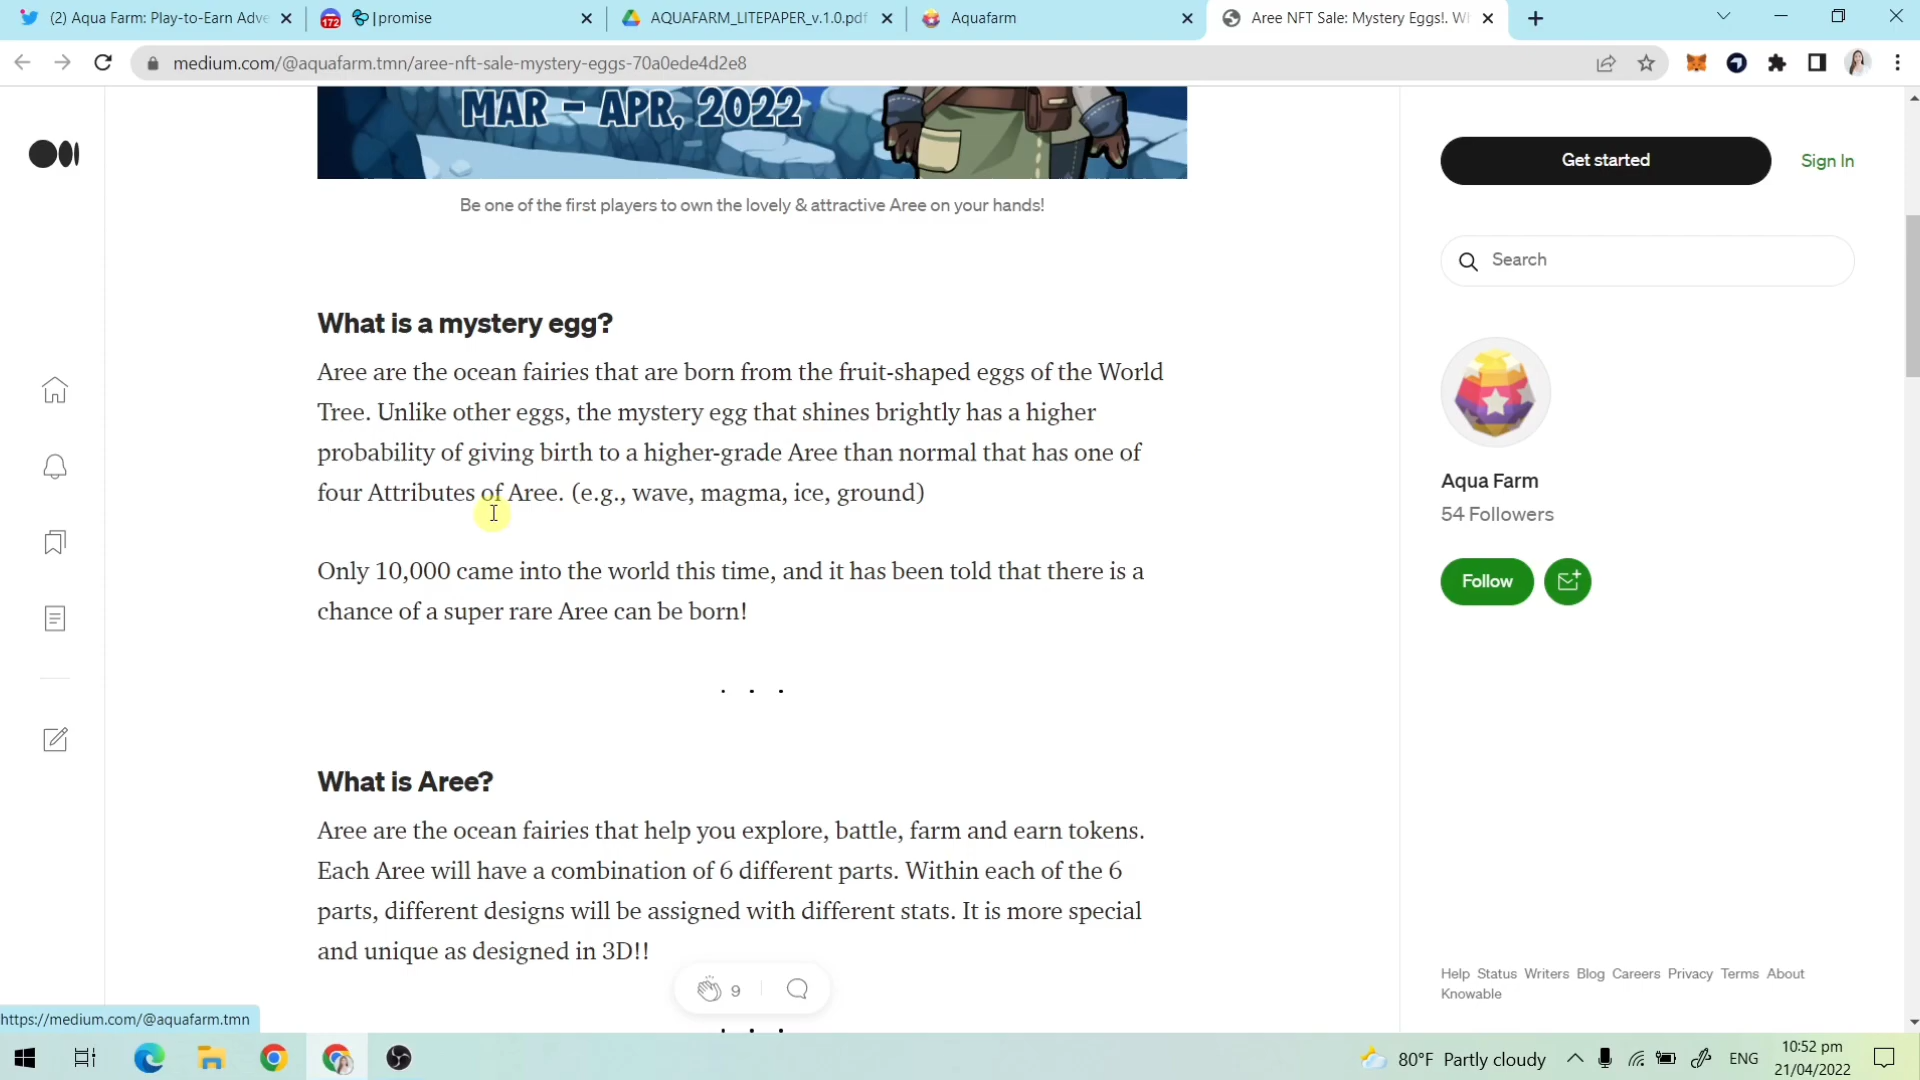 (2) Aqua Farm: Play-to-Earn Adve
172
|promise
AQUAFARM_LITEPAPER_v.1.0.pdf
Aquafarm
Aree NFT Sale: Mystery Eggs!. Wh
medium.com/@aquafarm.tmn/aree-nft-sale-mystery-eggs-70a0ede4d2e8
MAR - APR, 2022
Be one of the first players to own the lovely & attractive Aree on your hands!
What is a mystery egg?
Aree are the ocean fairies that are born from the fruit-shaped eggs of the World
Tree. Unlike other eggs, the mystery egg that shines brightly has a higher
probability of giving birth to a higher-grade Aree than normal that has one of
four Attributes of Aree. (e.g., wave, magma, ice, ground)
Only 10,000 came into the world this time, and it has been told that there is a
chance of a super rare Aree can be born!
. . .
What is Aree?
Aree are the ocean fairies that help you explore, battle, farm and earn tokens.
Each Aree will have a combination of 6 different parts. Within each of the 6
parts, different designs will be assigned with different stats. It is more special
and unique as designed in 3D!!
9
. . .
Get started
Sign In
Search
Aqua Farm
54 Followers
Follow
Help Status Writers Blog Careers Privacy Terms About
Knowable
https://medium.com/@aquafarm.tmn
80°F Partly cloudy
ENG
10:52 pm
21/04/2022